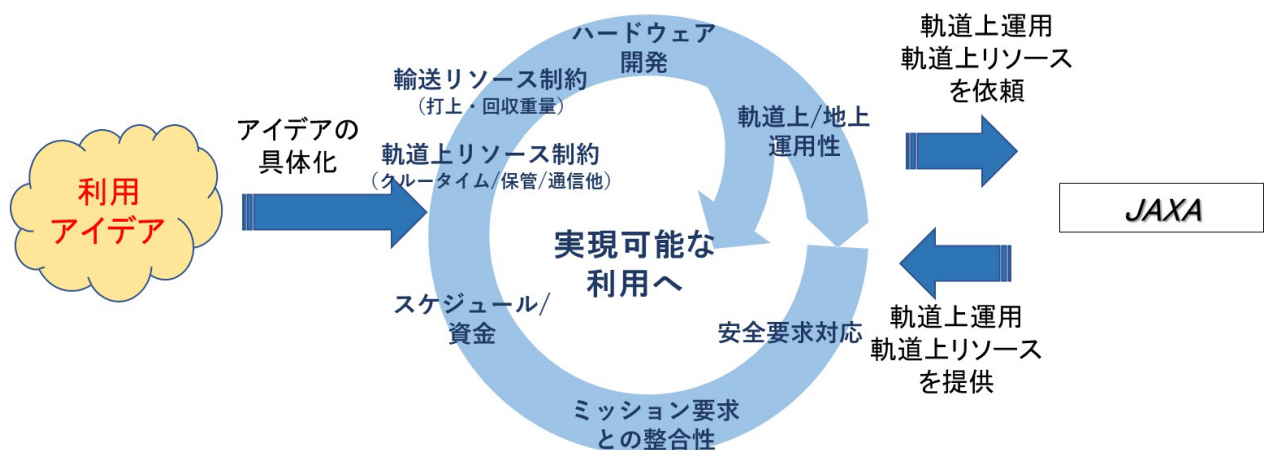 利用
アイデア
アイデアの
具体化
ハードウェア
開発
輸送リソース制約
（打上・回収重量）
軌道上リソース制約
（クルータイム/保管/通信他）
軌道上/地上
運用性
実現可能な
利用へ
スケジュール/
資金
安全要求対応
ミッション要求
との整合性
軌道上運用
軌道上リソース
を依頼
JAXA
軌道上運用
軌道上リソース
を提供